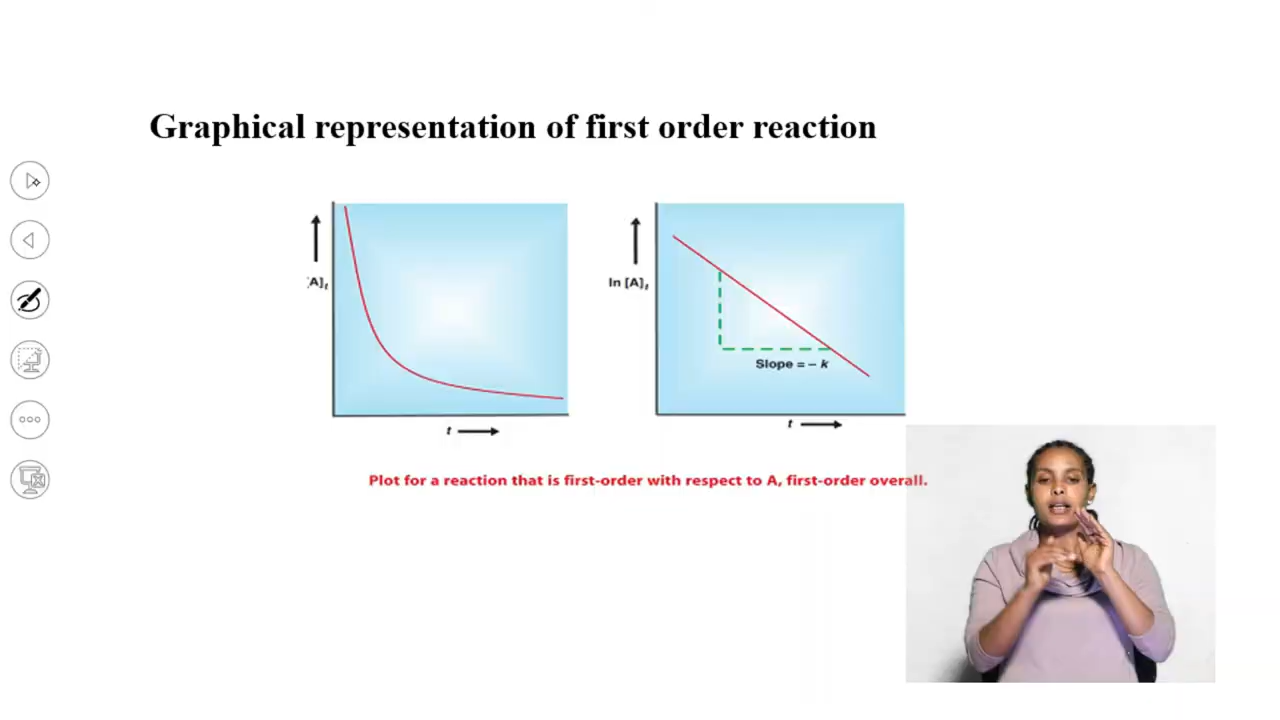 Graphical representation of first order reaction
[A]t
ln [A]t
Slope = – k
t
t
Plot for a reaction that is first-order with respect to A, first-order overall.